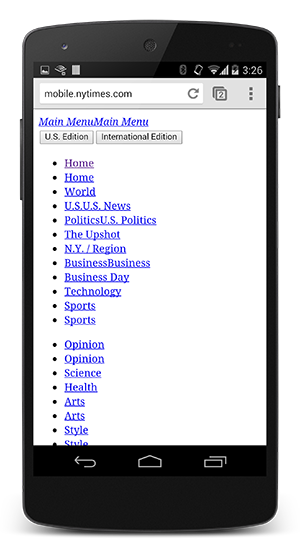 3:26
mobile.nytimes.com
2
Main MenuMain Menu
U.S. Edition
International Edition
Home
Home
World
U.S.U.S. News
PoliticsU.S. Politics
The Upshot
N.Y. / Region
BusinessBusiness
Business Day
Technology
Sports
Sports
Opinion
Opinion
Science
Health
Arts
Arts
Style
Style